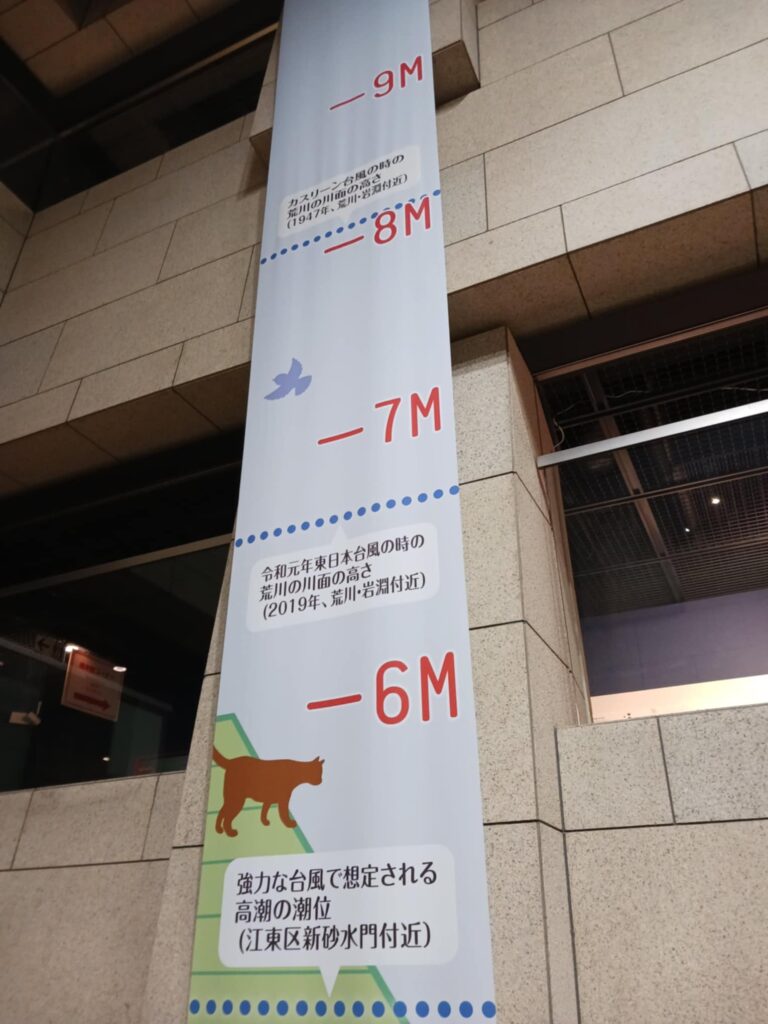 9M
カスリーン台風の時の
荒川の川面の高さ
(1947年、荒川・岩淵付近)
8M
7M
令和元年東日本台風の時の
荒川の川面の高さ
(2019年、荒川・岩淵付近)
6M
強力な台風で想定される
高潮の潮位
(江東区新砂水門付近)